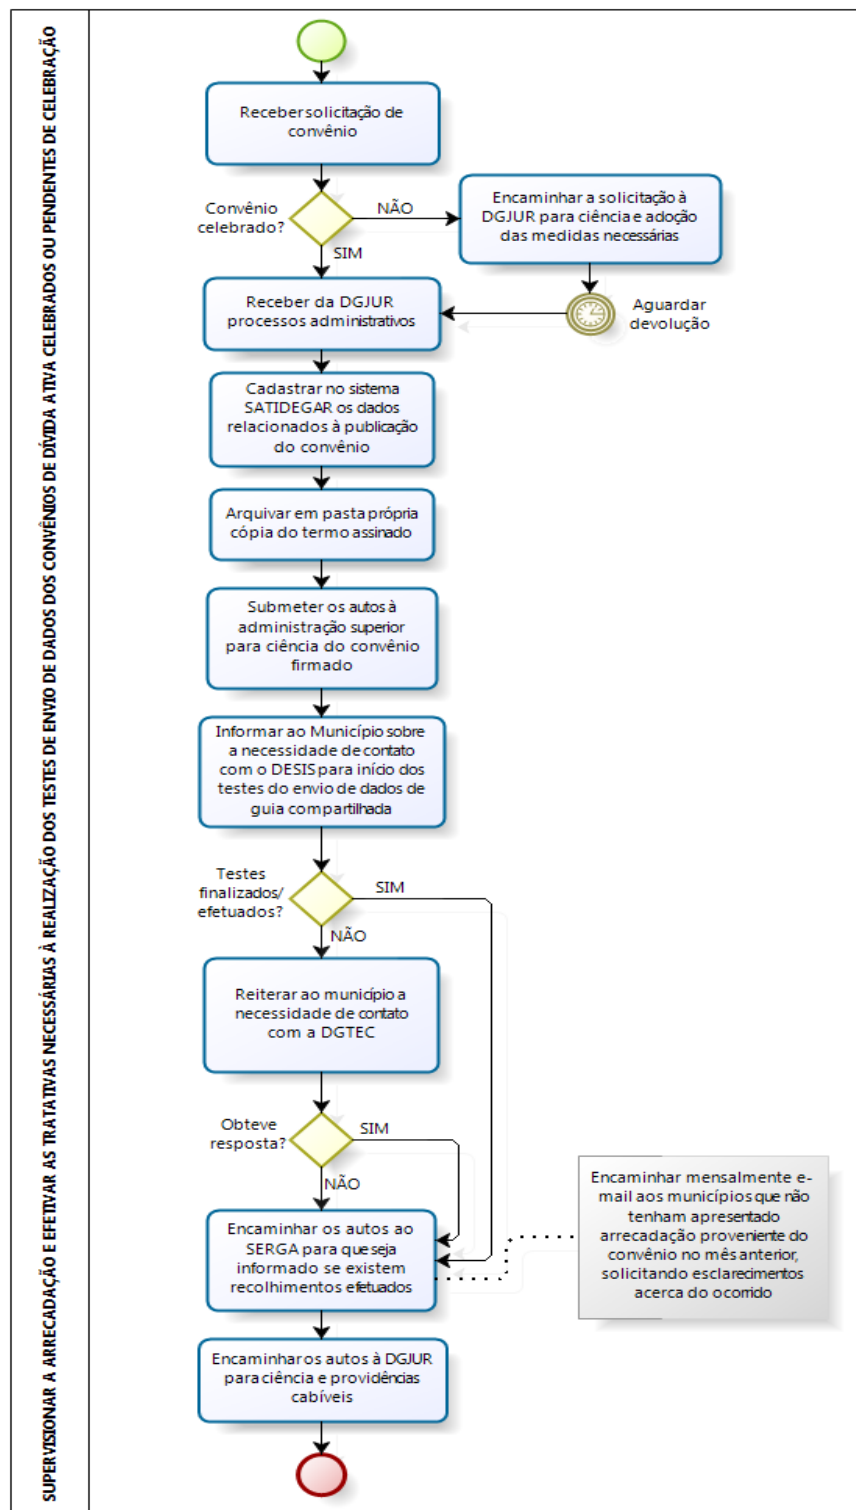 SUPERVISIONAR A ARRECADAÇÃO E EFETIVAR AS TRATATIVAS NECESSÁRIAS À REALIZAÇÃO DOS TESTES DE ENVIO DE DADOS DOS CONVÊNIOS DE DÍVIDA ATIVA CELEBRADOS OU PENDENTES DE CELEBRAÇÃO
Receber solicitação de
convênio
Convênio
celebrado?
NÃO
SIM
Encaminhar a solicitação à
DGJUR para ciência e adoção
das medidas necessárias
Aguardar
devolução
Receber da DGJUR
processos administrativos
Cadastrar no sistema
SATIDEGAR os dados
relacionados à publicação
do convênio
Arquivar em pasta própria
cópia do termo assinado
Submeter os autos à
administração superior
para ciência do convênio
firmado
Informar ao Município sobre
a necessidade de contato
com o DESIS para início dos
testes do envio de dados de
guia compartilhada
Testes
finalizados/
efetuados?
SIM
NÃO
Reiterar ao município a
necessidade de contato
com a DGTEC
Obteve
resposta?
SIM
NÃO
Encaminhar os autos ao
SERGA para que seja
informado se existem
recolhimentos efetuados
Encaminhar mensalmente e-
mail aos municípios que não
tenham apresentado
arrecadação proveniente do
convênio no mês anterior,
solicitando esclarecimentos
acerca do ocorrido
Encaminhar os autos à DGJUR
para ciência e providências
cabíveis